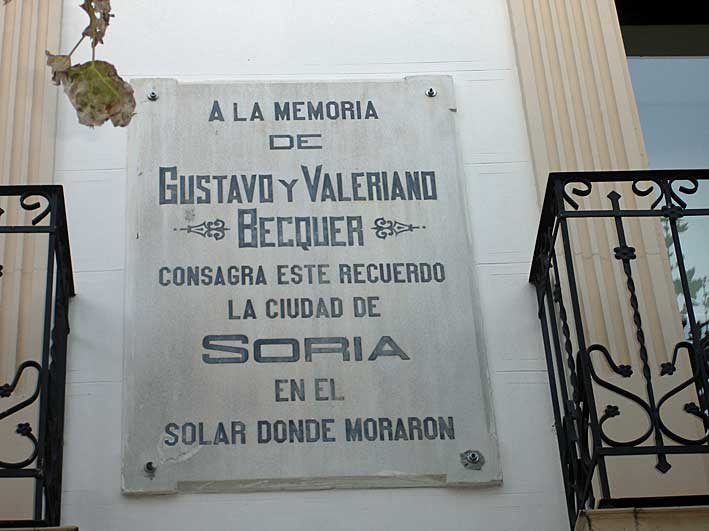 A LA MEMORIA
DE
GUSTAVO Y VALERIANO
BECQUER
CONSAGRA ESTE RECUERDO
LA CIUDAD DE
SORIA
EN EL
SOLAR DONDE MORARON